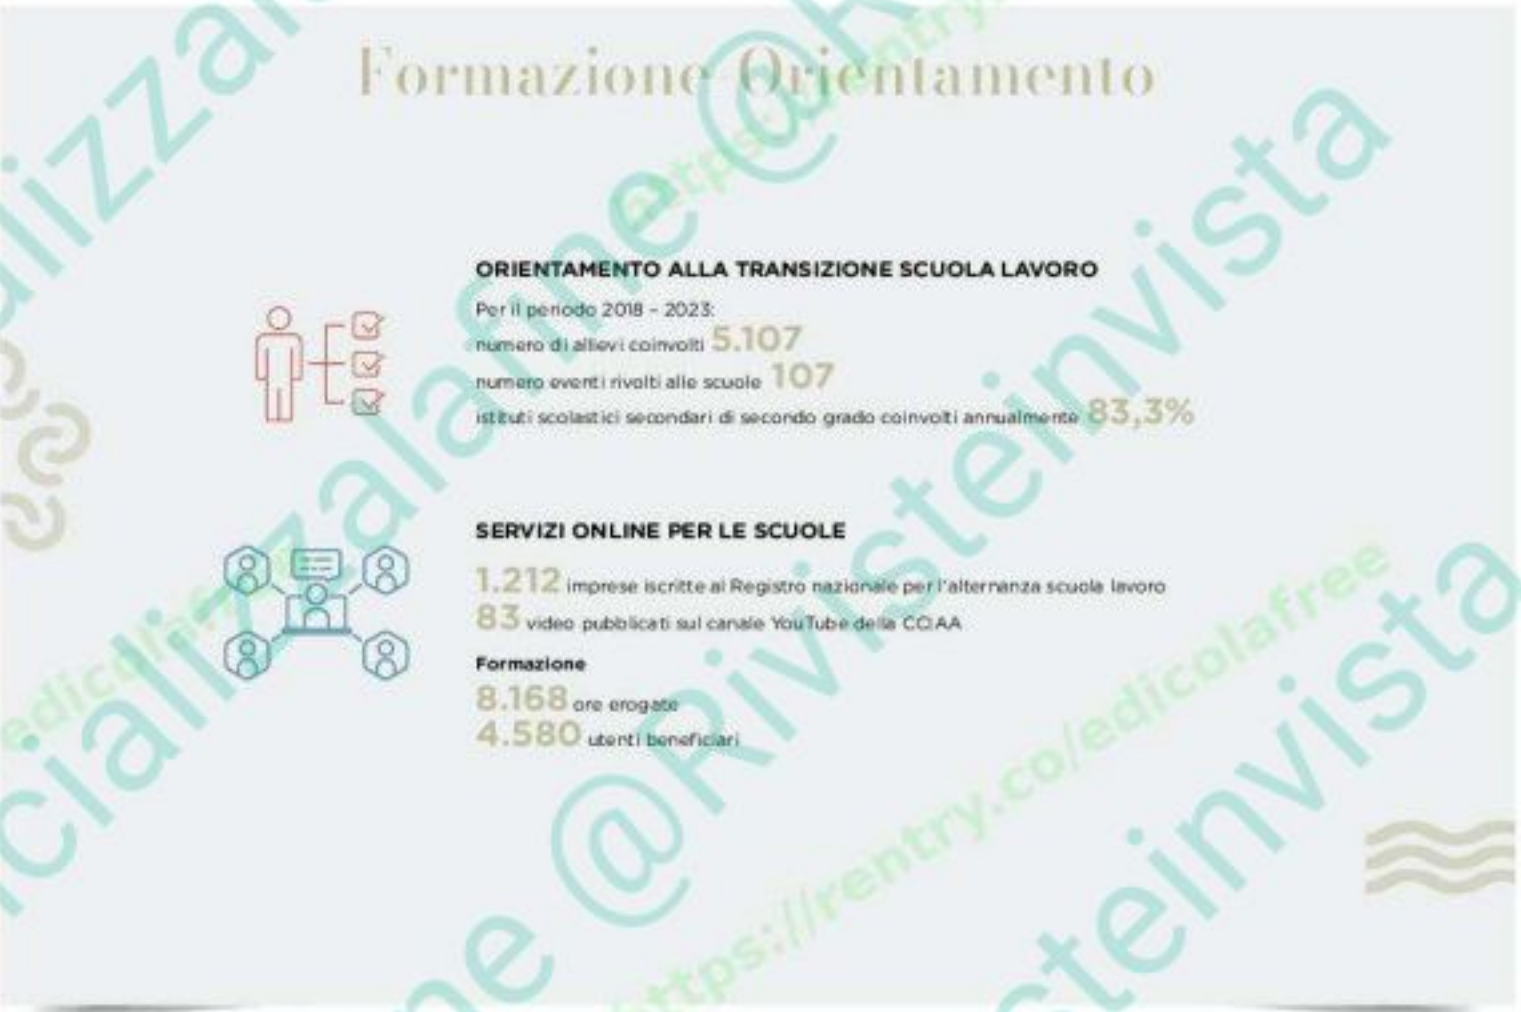 Formazione Orientamento
ORIENTAMENTO ALLA TRANSIZIONE SCUOLA LAVORO
Per il periodo 2018 – 2023:
numero di allievi coinvolti 5.107
numero eventi rivolti alle scuole 107
istituti scolastici secondari di secondo grado coinvolti annualmente 83,3%
SERVIZI ONLINE PER LE SCUOLE
1.212 imprese iscritte al Registro nazionale per l'alternanza scuola lavoro
83 video pubblicati sul canale YouTube della CCIAA
Formazione
8.168 ore erogate
4.580 utenti beneficiari
cializzalafine @Rivisteinvista
https://rentry.co/edicolafree